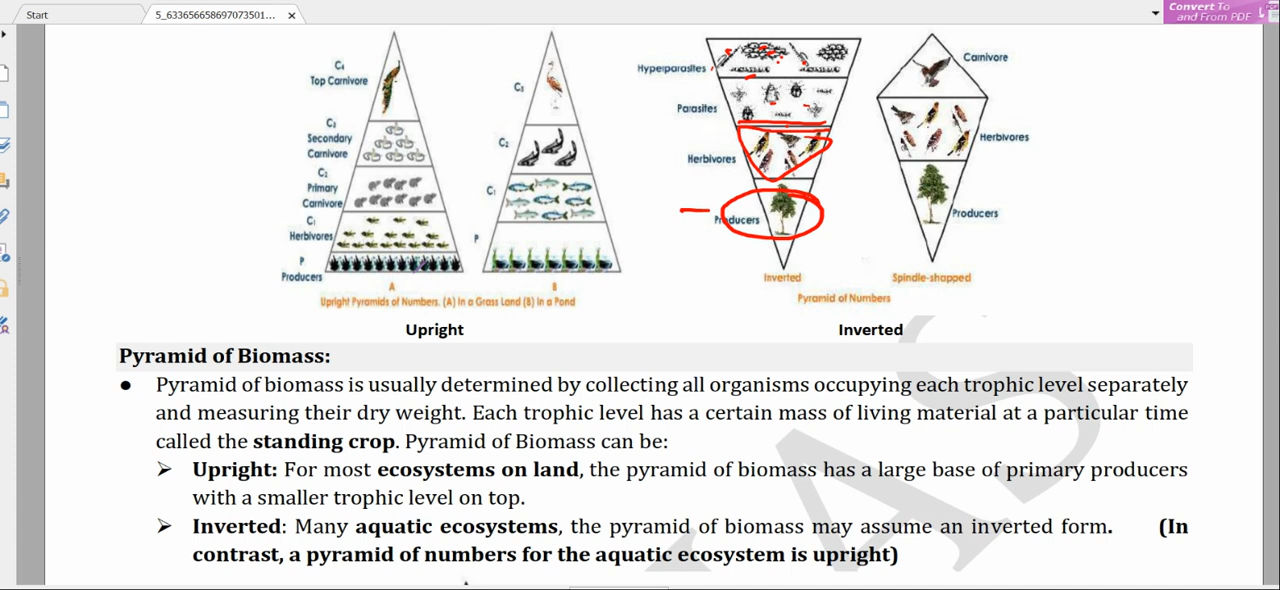 Start
5_633656658697073501...
Convert To
and From PDF
C4
Top Carnivore
C3
Secondary
Carnivore
C2
Primary
Carnivore
C1
Herbivores
P
Producers
A
C3
C2
C1
P
B
Upright Pyramids of Numbers. (A) In a Grass Land (B) In a Pond
Upright
Hyperparasites
Parasites
Herbivores
Producers
Inverted
Carnivore
Herbivores
Producers
Spindle-shapped
Pyramid of Numbers
Inverted
Pyramid of Biomass:
● Pyramid of biomass is usually determined by collecting all organisms occupying each trophic level separately
and measuring their dry weight. Each trophic level has a certain mass of living material at a particular time
called the standing crop. Pyramid of Biomass can be:
➢ Upright: For most ecosystems on land, the pyramid of biomass has a large base of primary producers
with a smaller trophic level on top.
➢ Inverted: Many aquatic ecosystems, the pyramid of biomass may assume an inverted form. (In
contrast, a pyramid of numbers for the aquatic ecosystem is upright)